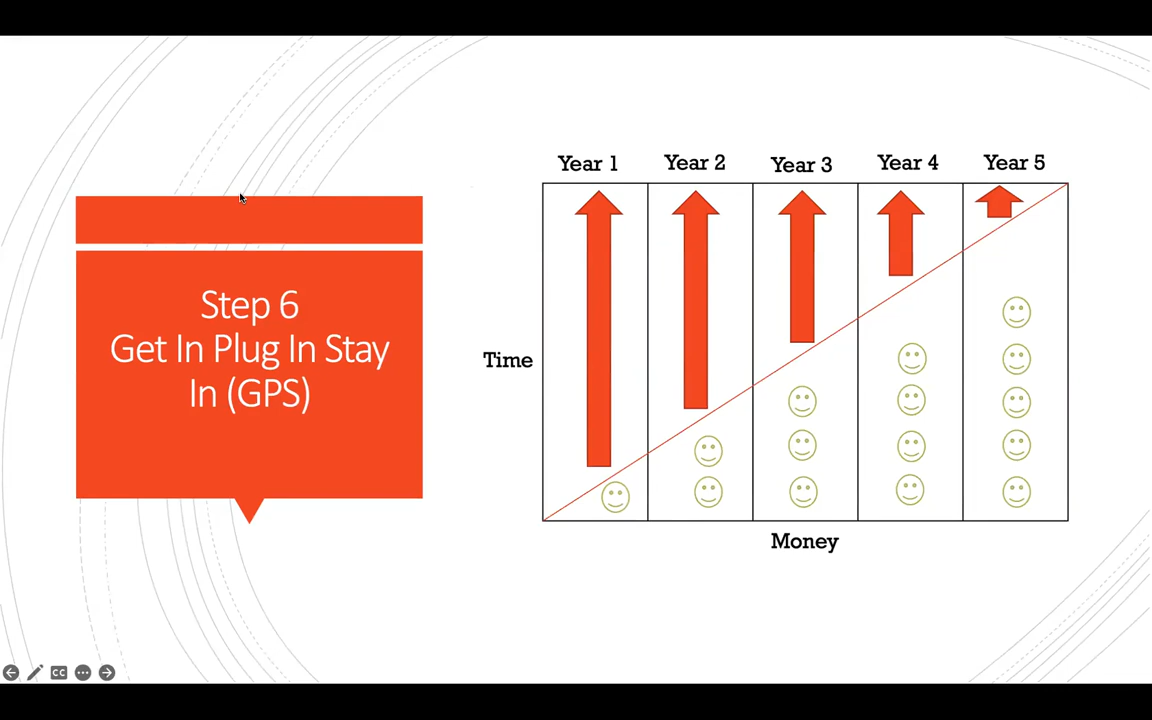 Step 6
Get In Plug In Stay
In (GPS)
Year 1
Year 2
Year 3
Year 4
Year 5
Time
Money
CC